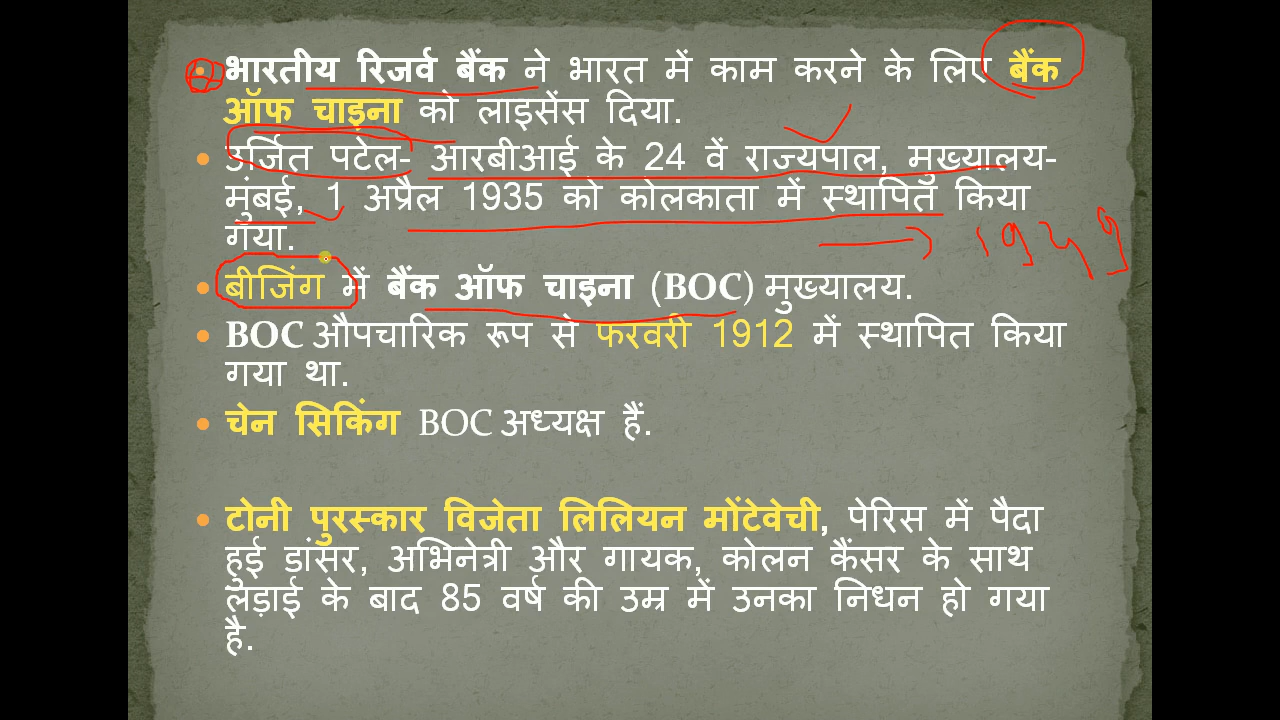 भारतीय रिजर्व बैंक ने भारत में काम करने के लिए बैंक
ऑफ चाइना को लाइसेंस दिया.
उर्जित पटेल- आरबीआई के 24 वें राज्यपाल, मुख्यालय-
मुंबई, 1 अप्रैल 1935 को कोलकाता में स्थापित किया
गया.
1949
बीजिंग में बैंक ऑफ चाइना (BOC) मुख्यालय.
BOC औपचारिक रूप से फरवरी 1912 में स्थापित किया
गया था.
चेन सिकिंग BOC अध्यक्ष हैं.
टोनी पुरस्कार विजेता लिलियन मोंटेवेची, पेरिस में पैदा
हुई डांसर, अभिनेत्री और गायक, कोलन कैंसर के साथ
लड़ाई के बाद 85 वर्ष की उम्र में उनका निधन हो गया
है.